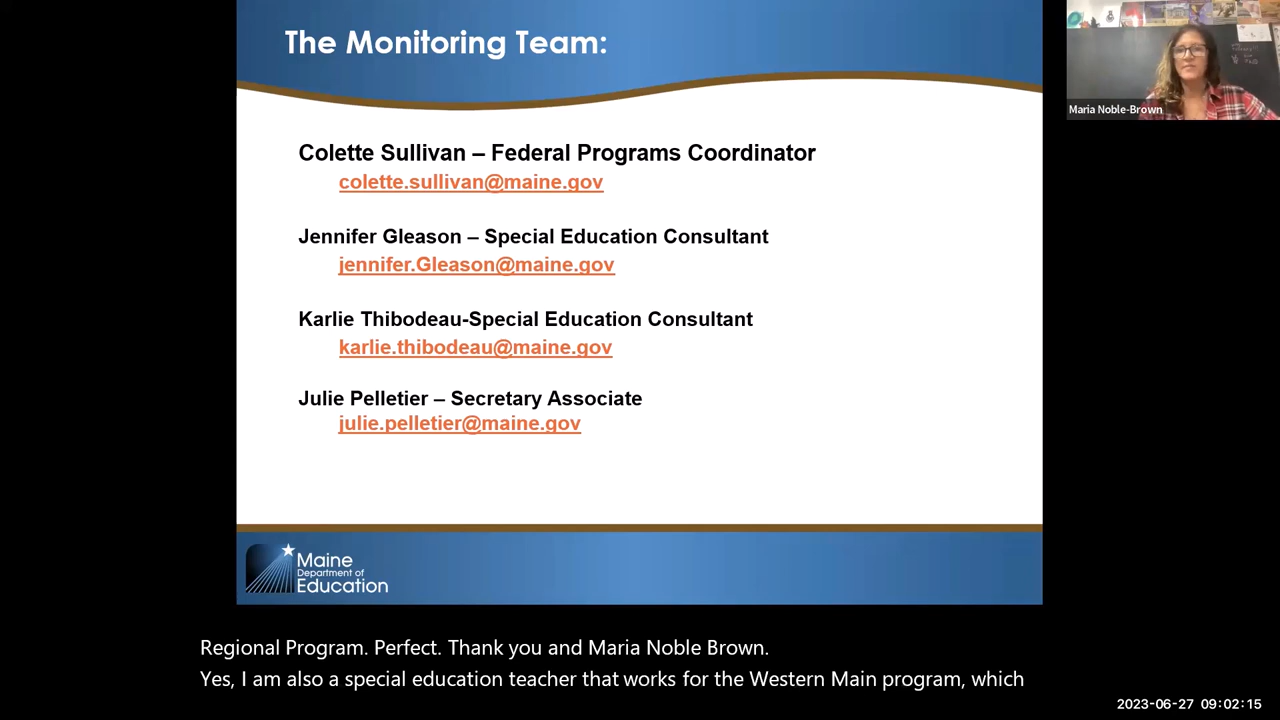 The Monitoring Team:
Maria Noble-Brown
Colette Sullivan – Federal Programs Coordinator
colette.sullivan@maine.gov
Jennifer Gleason – Special Education Consultant
jennifer.Gleason@maine.gov
Karlie Thibodeau-Special Education Consultant
karlie.thibodeau@maine.gov
Julie Pelletier – Secretary Associate
julie.pelletier@maine.gov
Maine
Department of
Education
Regional Program. Perfect. Thank you and Maria Noble Brown.
Yes, I am also a special education teacher that works for the Western Main program, which
2023-06-27 09:02:15